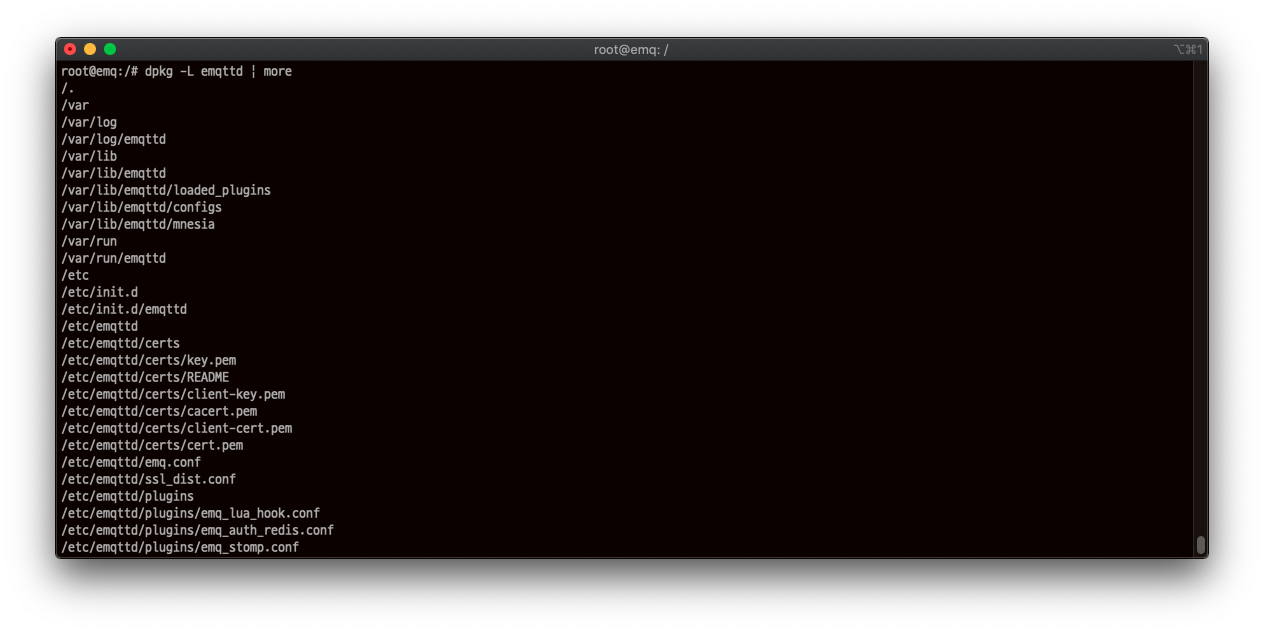 root@emq: /
⌥⌘1
root@emq:/# dpkg -L emqttd | more
/.
/var
/var/log
/var/log/emqttd
/var/lib
/var/lib/emqttd
/var/lib/emqttd/loaded_plugins
/var/lib/emqttd/configs
/var/lib/emqttd/mnesia
/var/run
/var/run/emqttd
/etc
/etc/init.d
/etc/init.d/emqttd
/etc/emqttd
/etc/emqttd/certs
/etc/emqttd/certs/key.pem
/etc/emqttd/certs/README
/etc/emqttd/certs/client-key.pem
/etc/emqttd/certs/cacert.pem
/etc/emqttd/certs/client-cert.pem
/etc/emqttd/certs/cert.pem
/etc/emqttd/emq.conf
/etc/emqttd/ssl_dist.conf
/etc/emqttd/plugins
/etc/emqttd/plugins/emq_lua_hook.conf
/etc/emqttd/plugins/emq_auth_redis.conf
/etc/emqttd/plugins/emq_stomp.conf